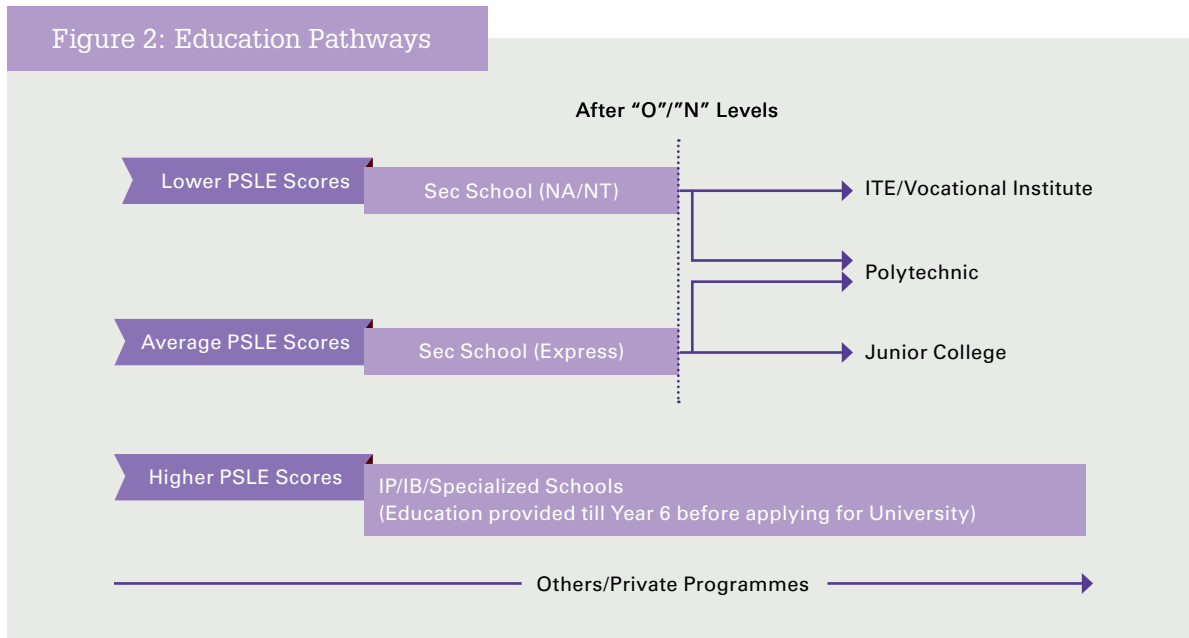 Figure 2: Education Pathways
After “O”/”N” Levels
Lower PSLE Scores
Sec School (NA/NT)
ITE/Vocational Institute
Polytechnic
Average PSLE Scores
Sec School (Express)
Junior College
Higher PSLE Scores
IP/IB/Specialized Schools
(Education provided till Year 6 before applying for University)
Others/Private Programmes